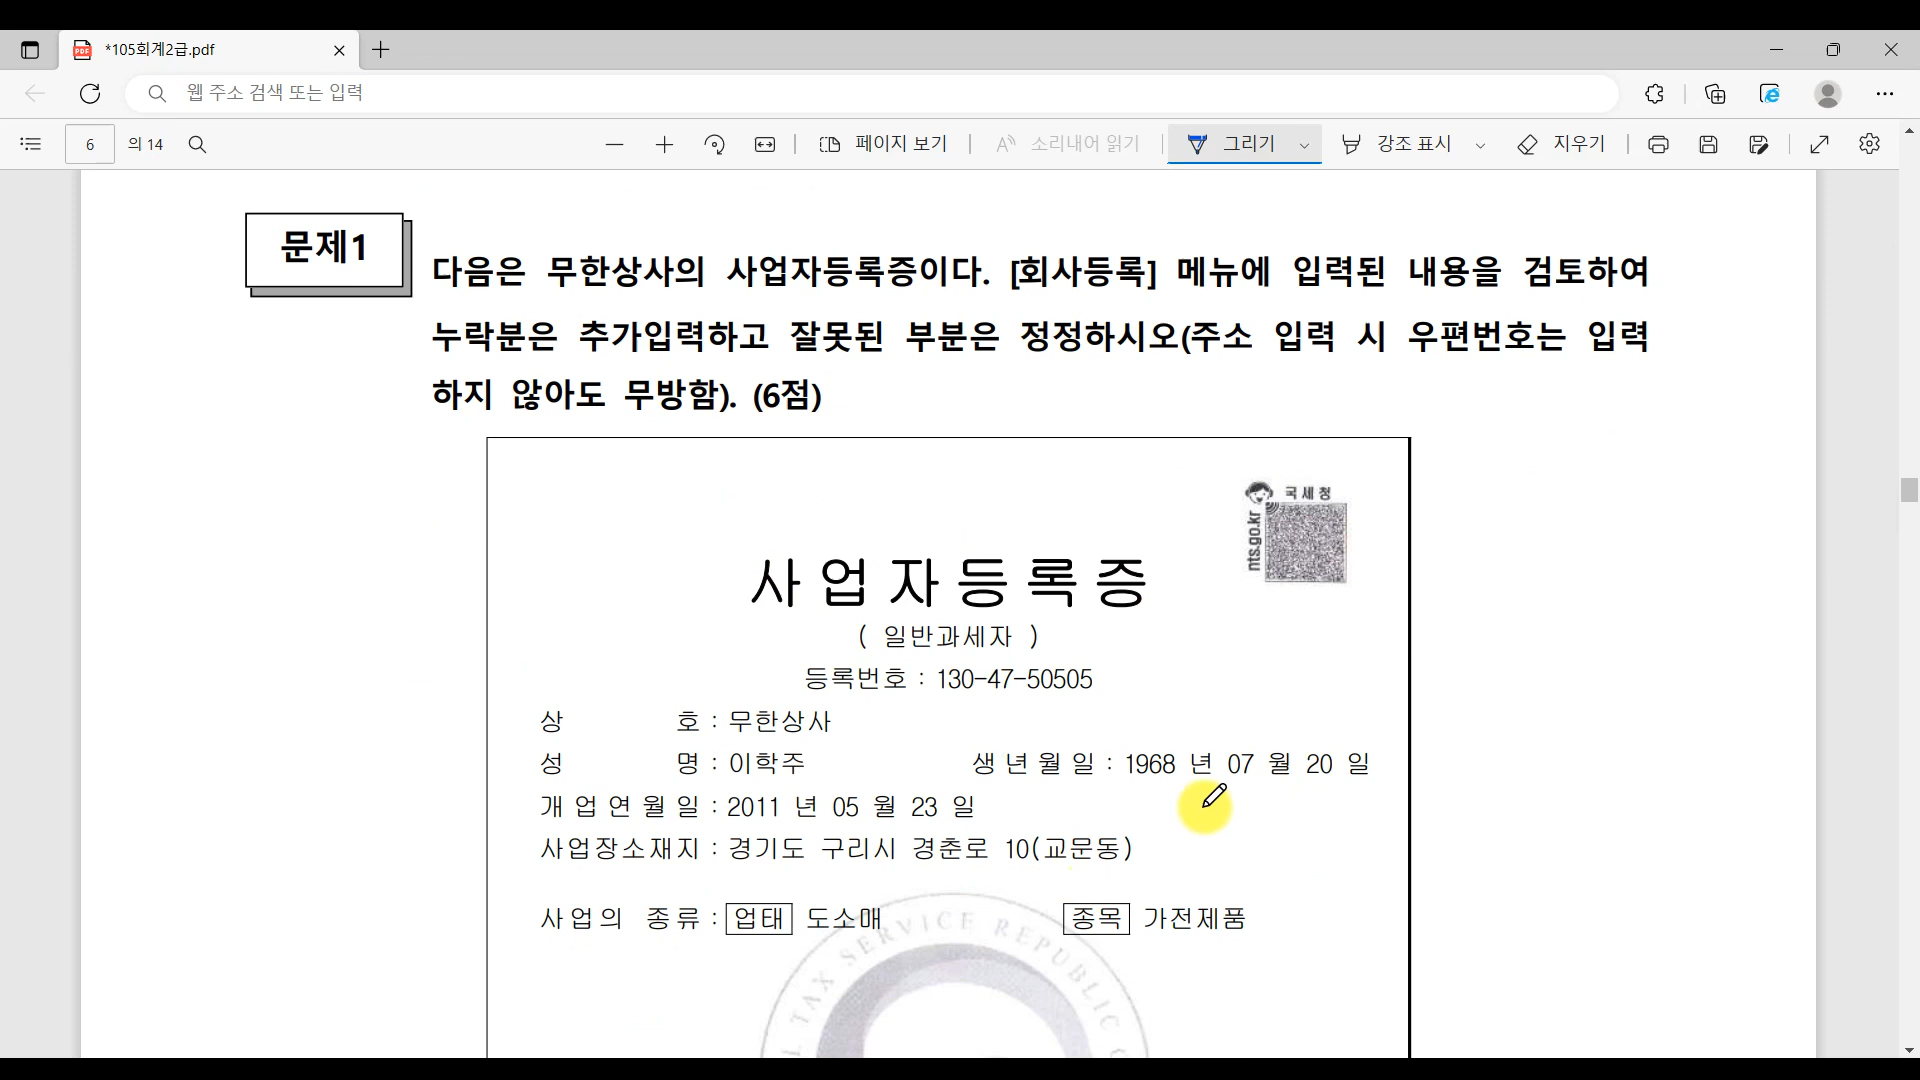 *105회계2급.pdf
웹 주소 검색 또는 입력
6 의 14 페이지 보기 소리내어 읽기 그리기 강조 표시 지우기
문제1
다음은 무한상사의 사업자등록증이다. [회사등록] 메뉴에 입력된 내용을 검토하여
누락분은 추가입력하고 잘못된 부분은 정정하시오(주소 입력 시 우편번호는 입력
하지 않아도 무방함). (6점)
국세청
nts.go.kr
사업자등록증
( 일반과세자 )
등록번호 : 130-47-50505
상 호 : 무한상사
성 명 : 이학주 생 년 월 일 : 1968 년 07 월 20 일
개 업 연 월 일 : 2011 년 05 월 23 일
사업장소재지 : 경기도 구리시 경춘로 10(교문동)
사업의 종류 : 업태 도소매 종목 가전제품
TAX SERVICE REPUBLIC